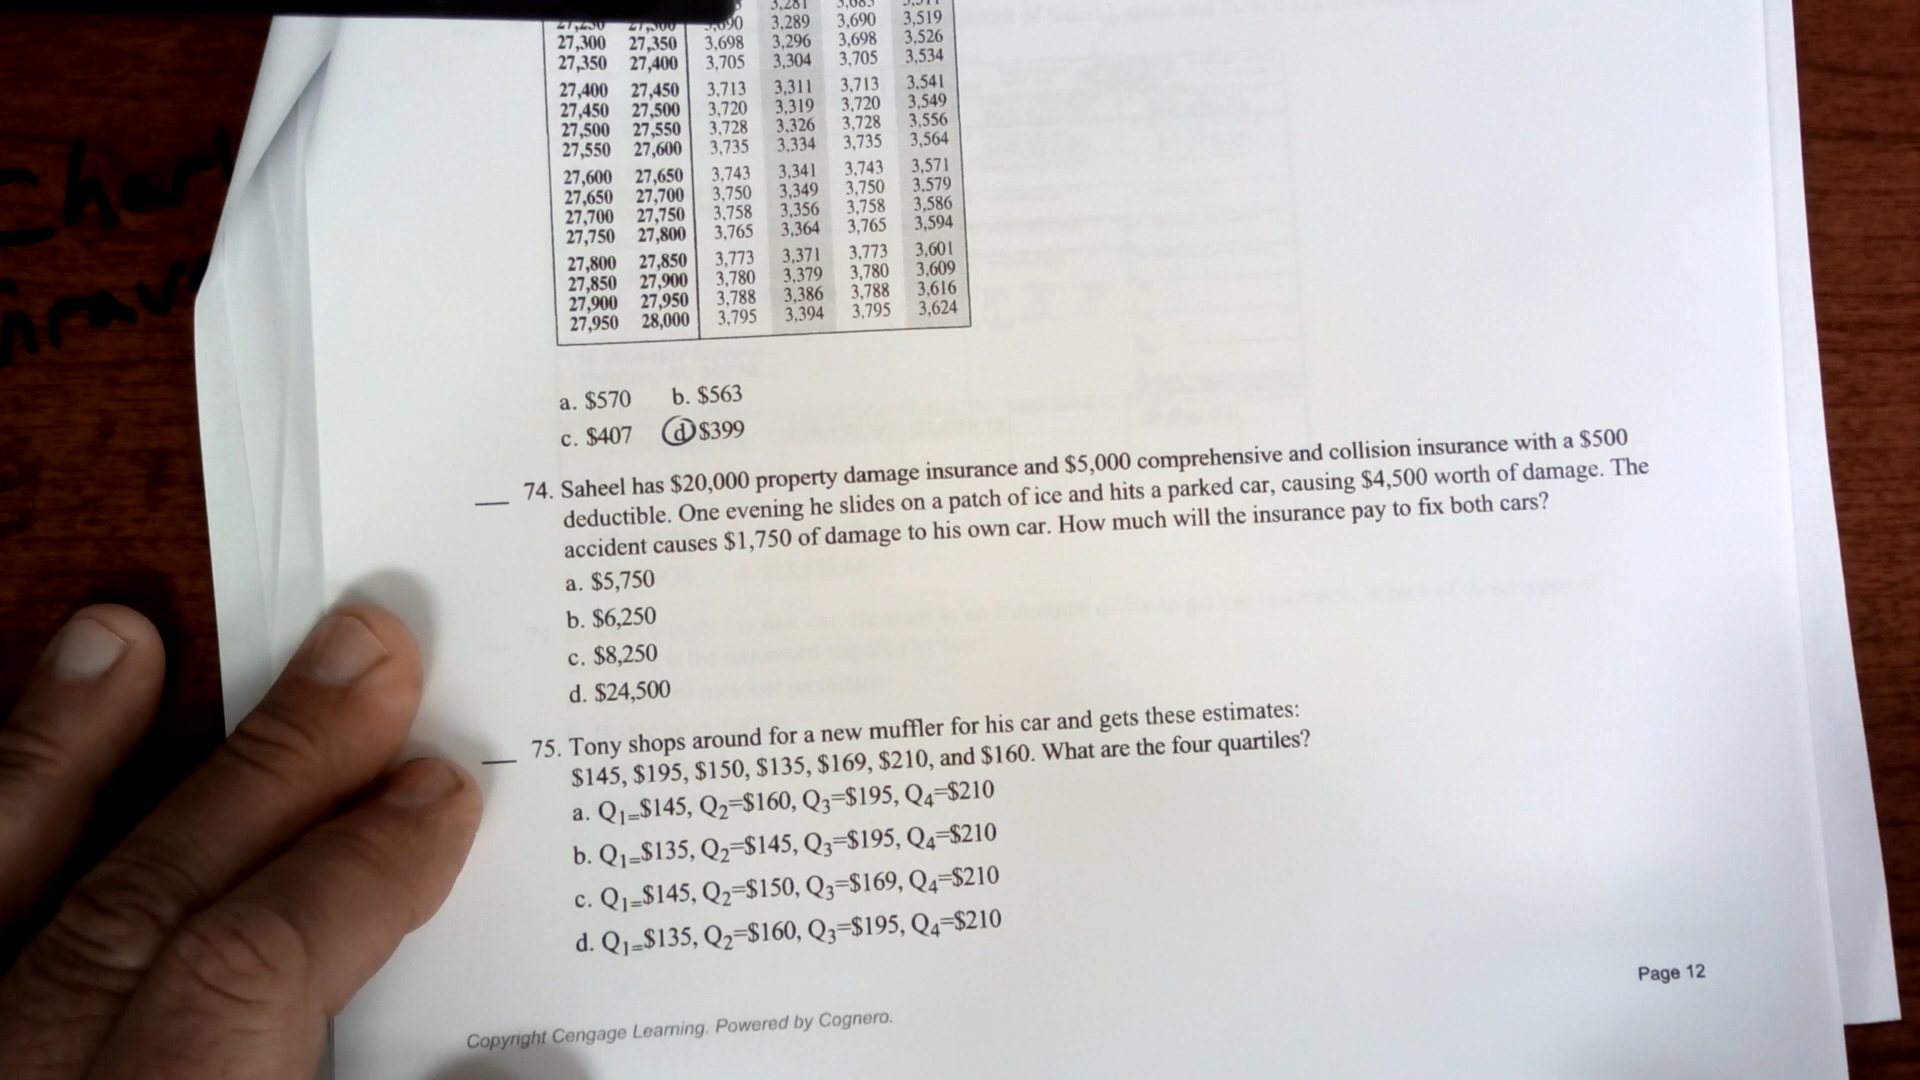 3,281
3,289 3,690 3,519
27,300 27,350 3,698 3,296 3,698 3,526
27,350 27,400 3,705 3,304 3,705 3,534
27,400 27,450 3,713 3,311 3,713 3,541
27,450 27,500 3,720 3,319 3,720 3,549
27,500 27,550 3,728 3,326 3,728 3,556
27,550 27,600 3,735 3,334 3,735 3,564
27,600 27,650 3,743 3,341 3,743 3,571
27,650 27,700 3,750 3,349 3,750 3,579
27,700 27,750 3,758 3,356 3,758 3,586
27,750 27,800 3,765 3,364 3,765 3,594
27,800 27,850 3,773 3,371 3,773 3,601
27,850 27,900 3,780 3,379 3,780 3,609
27,900 27,950 3,788 3,386 3,788 3,616
27,950 28,000 3,795 3,394 3,795 3,624
a. $570 b. $563
c. $407 d $399
74. Saheel has $20,000 property damage insurance and $5,000 comprehensive and collision insurance with a $500
deductible. One evening he slides on a patch of ice and hits a parked car, causing $4,500 worth of damage. The
accident causes $1,750 of damage to his own car. How much will the insurance pay to fix both cars?
a. $5,750
b. $6,250
c. $8,250
d. $24,500
75. Tony shops around for a new muffler for his car and gets these estimates:
$145, $195, $150, $135, $169, $210, and $160. What are the four quartiles?
a. Q1=$145, Q2=$160, Q3=$195, Q4=$210
b. Q1=$135, Q2=$145, Q3=$195, Q4=$210
c. Q1=$145, Q2=$150, Q3=$169, Q4=$210
d. Q1=$135, Q2=$160, Q3=$195, Q4=$210
Page 12
Copyright Cengage Learning. Powered by Cognero.